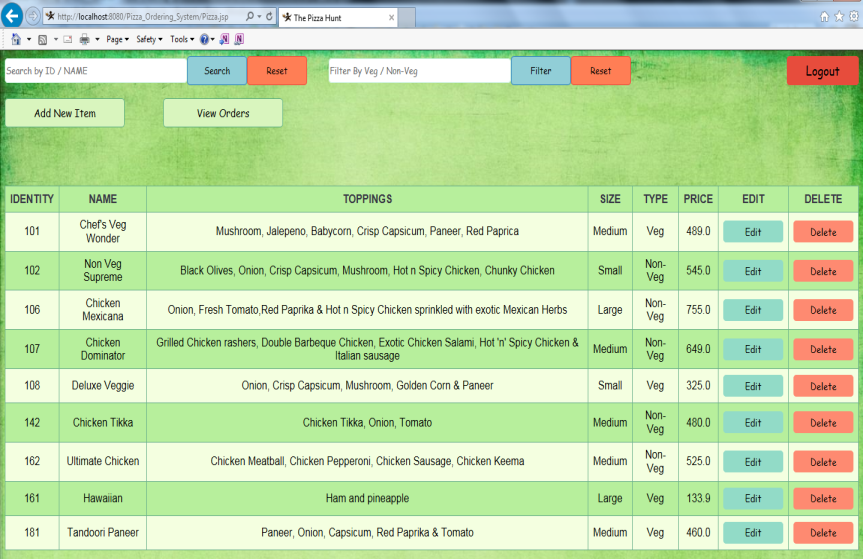 http://localhost:8080/Pizza_Ordering_System/Pizza.jsp
The Pizza Hunt
Page Safety Tools
Search by ID / NAME Search Reset Filter By Veg / Non-Veg Filter Reset Logout
Add New Item View Orders
IDENTITY NAME TOPPINGS SIZE TYPE PRICE EDIT DELETE
101 Chef's Veg Wonder Mushroom, Jalepeno, Babycorn, Crisp Capsicum, Paneer, Red Paprica Medium Veg 489.0 Edit Delete
102 Non Veg Supreme Black Olives, Onion, Crisp Capsicum, Mushroom, Hot n Spicy Chicken, Chunky Chicken Small Non-Veg 545.0 Edit Delete
106 Chicken Mexicana Onion, Fresh Tomato,Red Paprika & Hot n Spicy Chicken sprinkled with exotic Mexican Herbs Large Non-Veg 755.0 Edit Delete
107 Chicken Dominator Grilled Chicken rashers, Double Barbeque Chicken, Exotic Chicken Salami, Hot 'n' Spicy Chicken & Italian sausage Medium Non-Veg 649.0 Edit Delete
108 Deluxe Veggie Onion, Crisp Capsicum, Mushroom, Golden Corn & Paneer Small Veg 325.0 Edit Delete
142 Chicken Tikka Chicken Tikka, Onion, Tomato Medium Non-Veg 480.0 Edit Delete
162 Ultimate Chicken Chicken Meatball, Chicken Pepperoni, Chicken Sausage, Chicken Keema Medium Non-Veg 525.0 Edit Delete
161 Hawaiian Ham and pineapple Large Veg 133.9 Edit Delete
181 Tandoori Paneer Paneer, Onion, Capsicum, Red Paprika & Tomato Medium Veg 460.0 Edit Delete